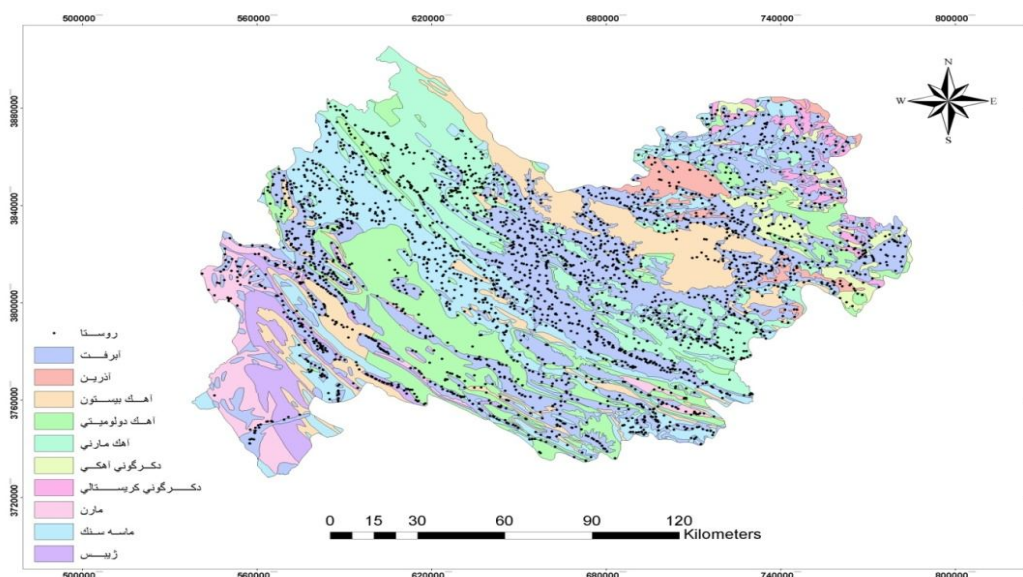 500000 560000 620000 680000 7400000 800000
3880000
3840000
3800000
3760000
3720000
N
W E
S
روستا
آبرفت
آذرین
آهک بیستون
آهک دولومیتی
آهک مارنی
دگرگونی آهکی
دگرگونی کریستالی
مارن
ماسه سنگ
ژیپس
0 15 30 60 90 120
Kilometers
500000 560000 620000 680000 7400000 800000